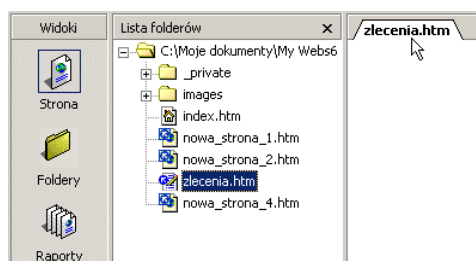 Widoki
Strona
Foldery
Raporty
Lista folderów
C:\Moje dokumenty\My Webs6
_private
images
index.htm
nowa_strona_1.htm
nowa_strona_2.htm
zlecenia.htm
nowa_strona_4.htm
zlecenia.htm